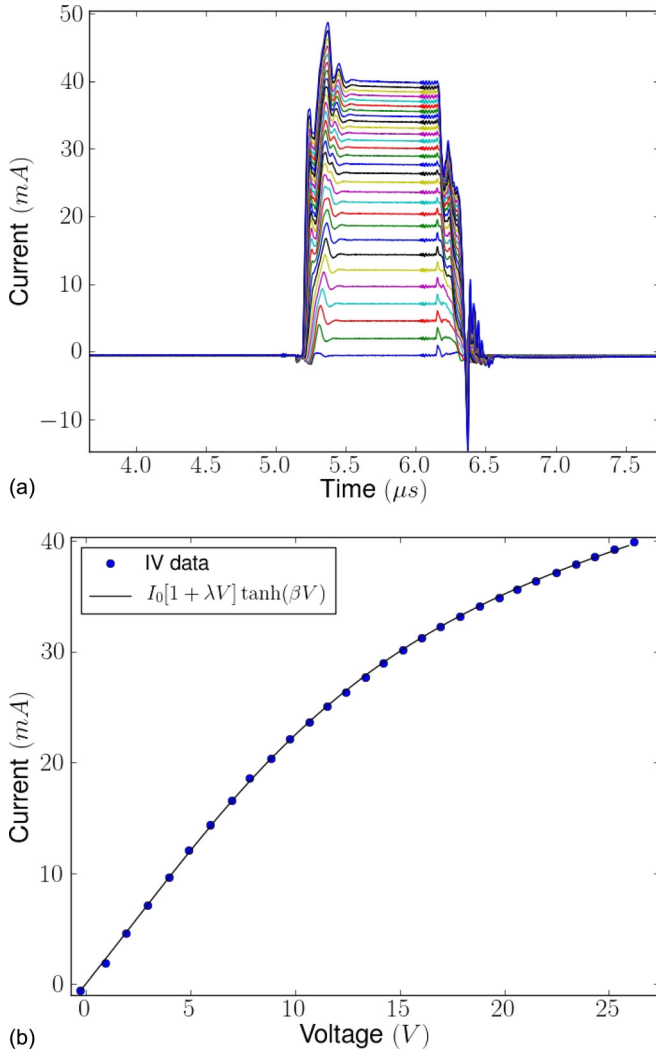 50
40
30
20
10
0
−10
Current (mA)
4.0 4.5 5.0 5.5 6.0 6.5 7.0 7.5
Time (μs)
(a)
40
30
20
10
0
Current (mA)
IV data
I₀[1 + λV] tanh(βV)
0 5 10 15 20 25
Voltage (V)
(b)